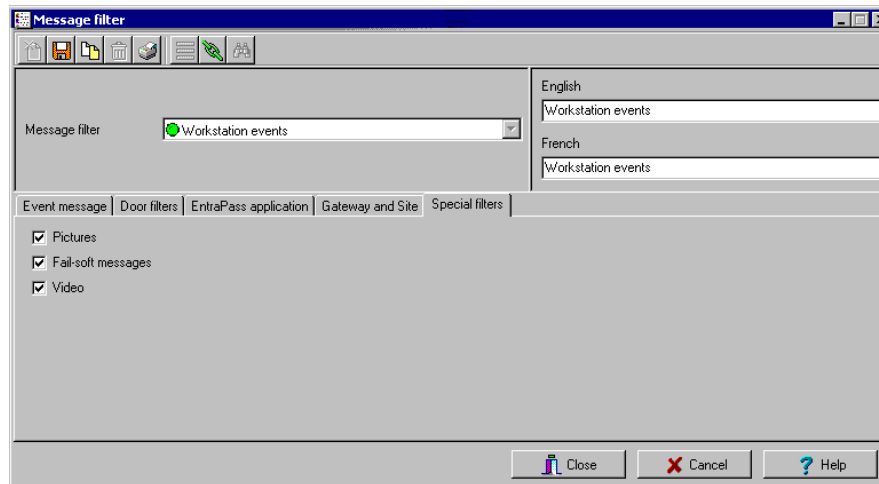 Message filter
English
Workstation events
Message filter
Workstation events
French
Workstation events
Event message
Door filters
EntraPass application
Gateway and Site
Special filters
Pictures
Fail-soft messages
Video
Close
Cancel
Help